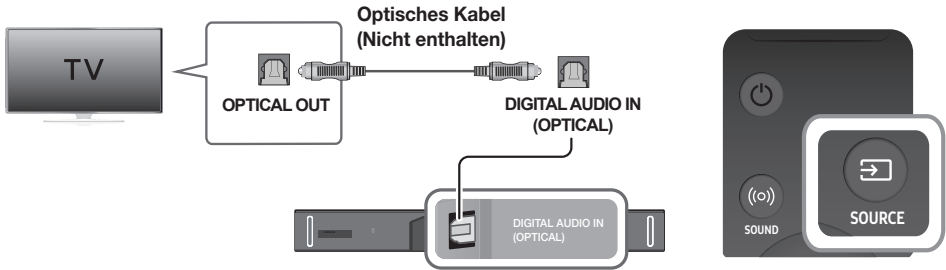 Optisches Kabel
(Nicht enthalten)
TV
OPTICAL OUT
DIGITAL AUDIO IN
(OPTICAL)
DIGITAL AUDIO IN
(OPTICAL)
SOUND
SOURCE